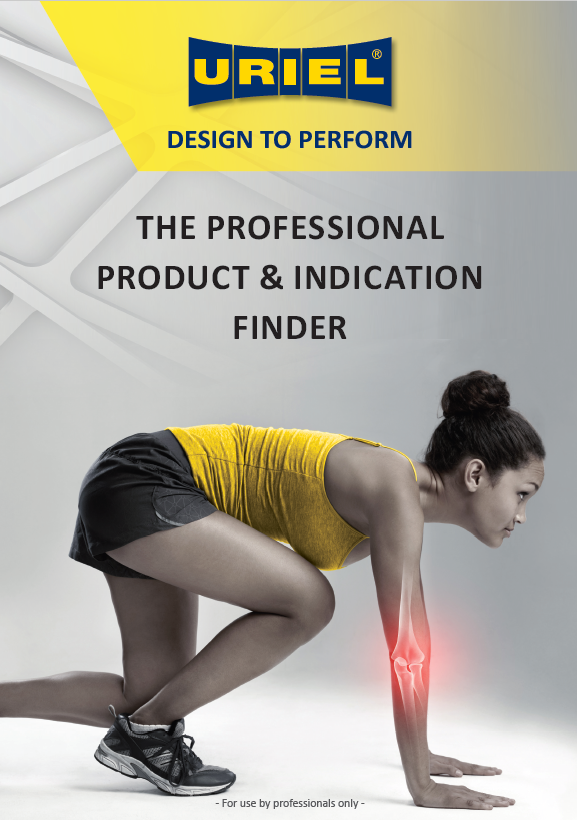 URIEL®
DESIGN TO PERFORM
THE PROFESSIONAL
PRODUCT & INDICATION
FINDER
- For use by professionals only -